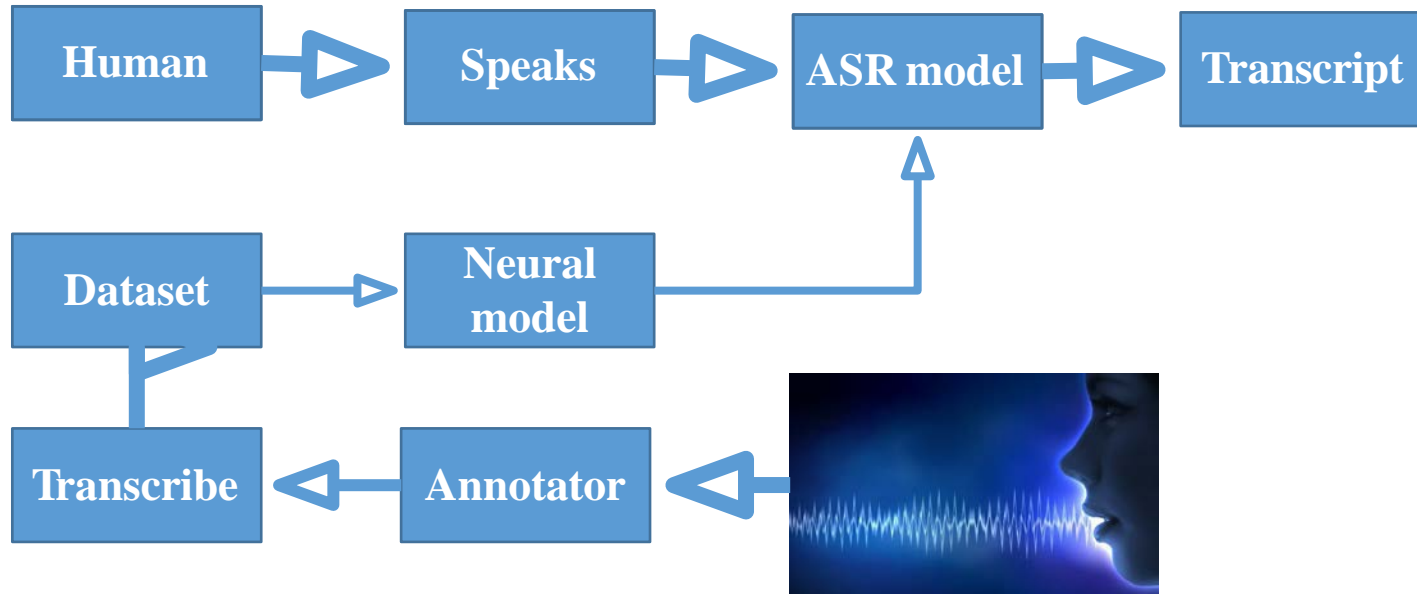 Human
Speaks
ASR model
Transcript
Dataset
Neural
model
Transcribe
Annotator